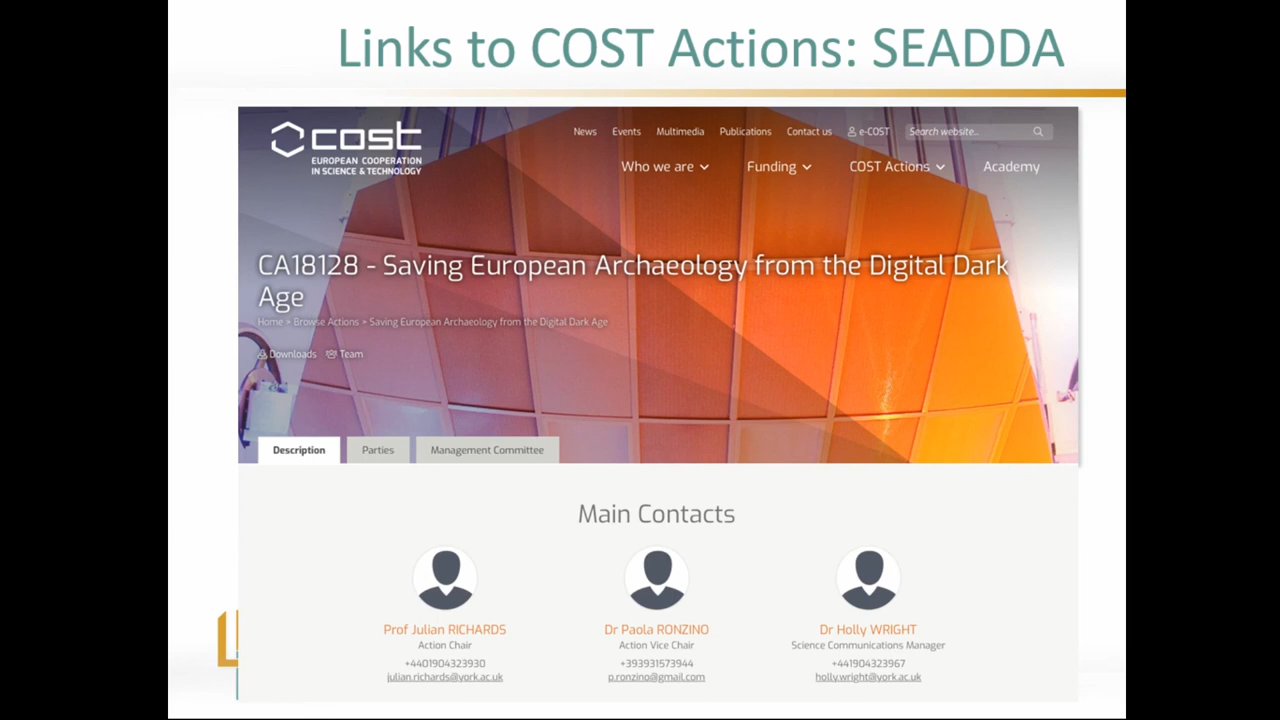 Links to COST Actions: SEADDA
cost
EUROPEAN COOPERATION
IN SCIENCE & TECHNOLOGY
News Events Multimedia Publications Contact us e-COST Search website...
Who we are Funding COST Actions Academy
CA18128 - Saving European Archaeology from the Digital Dark
Age
Home > Browse Actions > Saving European Archaeology from the Digital Dark Age
Downloads Team
Description Parties Management Committee
Main Contacts
Prof Julian RICHARDS Dr Paola RONZINO Dr Holly WRIGHT
Action Chair Action Vice Chair Science Communications Manager
+4401904323930 +393931573944 +441904323967
julian.richards@york.ac.uk p.ronzino@gmail.com holly.wright@york.ac.uk